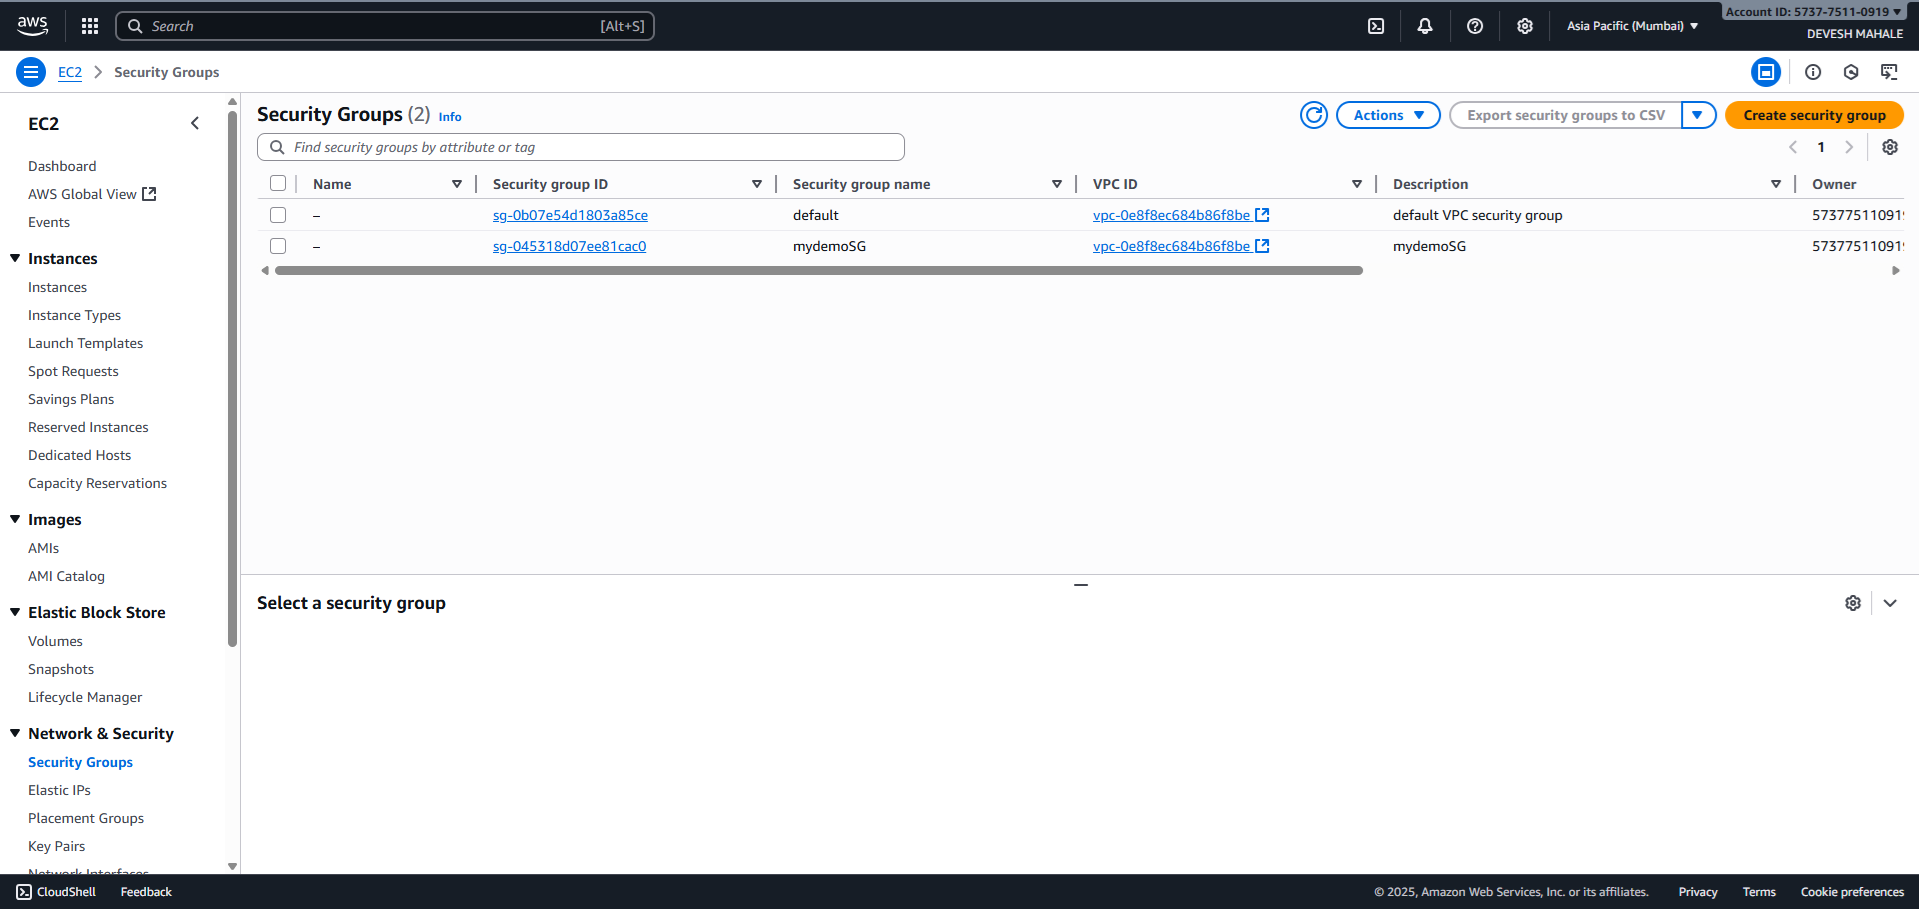 aws
Search [Alt+S]
Asia Pacific (Mumbai)
Account ID: 5737-7511-0919
DEVESH MAHALE
EC2 Security Groups
EC2
Dashboard
AWS Global View
Events
Instances
Instances
Instance Types
Launch Templates
Spot Requests
Savings Plans
Reserved Instances
Dedicated Hosts
Capacity Reservations
Images
AMIs
AMI Catalog
Elastic Block Store
Volumes
Snapshots
Lifecycle Manager
Network & Security
Security Groups
Elastic IPs
Placement Groups
Key Pairs
Network Interfaces
Security Groups (2) Info
Actions
Export security groups to CSV
Create security group
Find security groups by attribute or tag
1
Name Security group ID Security group name VPC ID Description Owner
– sg-0b07e54d1803a85ce default vpc-0e8f8ec684b86f8be default VPC security group 57377511091
– sg-045318d07ee81cac0 mydemoSG vpc-0e8f8ec684b86f8be mydemoSG 57377511091
Select a security group
CloudShell Feedback
© 2025, Amazon Web Services, Inc. or its affiliates. Privacy Terms Cookie preferences